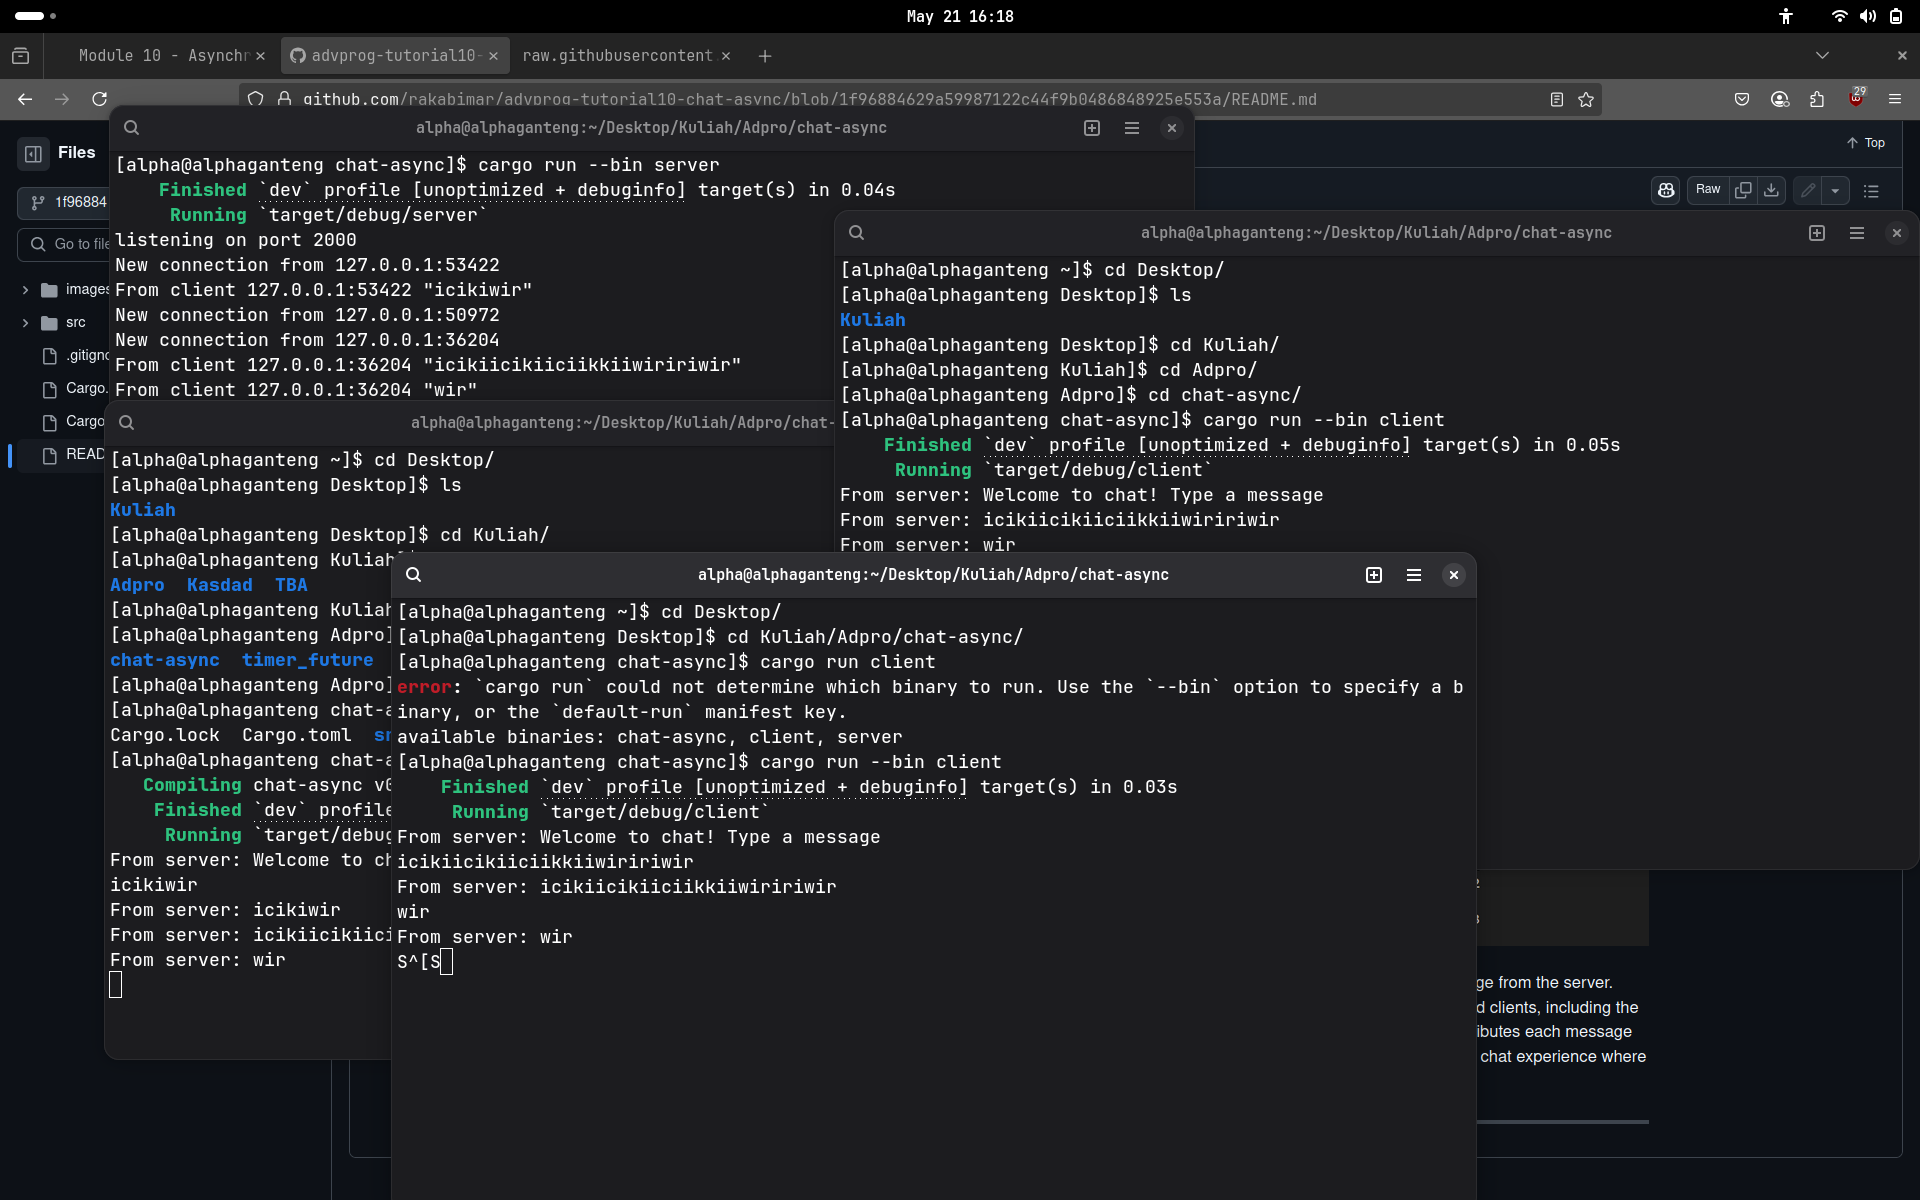 May 21 16:18
Module 10 - Asynchr
advprog-tutorial10-
raw.githubusercontent.
github.com/rakabimar/advprog-tutorial10-chat-async/blob/1f96884629a59987122c44f9b0486848925e553a/README.md
29
Files
1f96884
Go to file
images
src
.gitigno
Cargo.
Cargo
READ
Top
Raw
alpha@alphaganteng:~/Desktop/Kuliah/Adpro/chat-async
[alpha@alphaganteng chat-async]$ cargo run --bin server
Finished `dev` profile [unoptimized + debuginfo] target(s) in 0.04s
Running `target/debug/server`
listening on port 2000
New connection from 127.0.0.1:53422
From client 127.0.0.1:53422 "icikiwir"
New connection from 127.0.0.1:50972
New connection from 127.0.0.1:36204
From client 127.0.0.1:36204 "icikiicikiiciikkiiwiririwir"
From client 127.0.0.1:36204 "wir"
alpha@alphaganteng:~/Desktop/Kuliah/Adpro/chat-async
[alpha@alphaganteng ~]$ cd Desktop/
[alpha@alphaganteng Desktop]$ ls
Kuliah
[alpha@alphaganteng Desktop]$ cd Kuliah/
[alpha@alphaganteng Kuliah]$ cd Adpro/
[alpha@alphaganteng Adpro]$ cd chat-async/
[alpha@alphaganteng chat-async]$ cargo run --bin client
Finished `dev` profile [unoptimized + debuginfo] target(s) in 0.05s
Running `target/debug/client`
From server: Welcome to chat! Type a message
From server: icikiicikiiciikkiiwiririwir
From server: wir
alpha@alphaganteng:~/Desktop/Kuliah/Adpro/chat-
[alpha@alphaganteng ~]$ cd Desktop/
[alpha@alphaganteng Desktop]$ ls
Kuliah
[alpha@alphaganteng Desktop]$ cd Kuliah/
[alpha@alphaganteng Kuliah]
Adpro Kasdad TBA
[alpha@alphaganteng Kuliah
[alpha@alphaganteng Adpro]
chat-async timer_future
[alpha@alphaganteng Adpro]
[alpha@alphaganteng chat-a
Cargo.lock Cargo.toml sr
[alpha@alphaganteng chat-a
Compiling chat-async v0
Finished `dev` profile
Running `target/debug
From server: Welcome to ch
icikiwir
From server: icikiwir
From server: icikiicikiici
From server: wir
alpha@alphaganteng:~/Desktop/Kuliah/Adpro/chat-async
[alpha@alphaganteng ~]$ cd Desktop/
[alpha@alphaganteng Desktop]$ cd Kuliah/Adpro/chat-async/
[alpha@alphaganteng chat-async]$ cargo run client
error: `cargo run` could not determine which binary to run. Use the `--bin` option to specify a b
inary, or the `default-run` manifest key.
available binaries: chat-async, client, server
[alpha@alphaganteng chat-async]$ cargo run --bin client
Finished `dev` profile [unoptimized + debuginfo] target(s) in 0.03s
Running `target/debug/client`
From server: Welcome to chat! Type a message
icikiicikiiciikkiiwiririwir
From server: icikiicikiiciikkiiwiririwir
wir
From server: wir
S^[S
ge from the server.
d clients, including the
ibutes each message
chat experience where